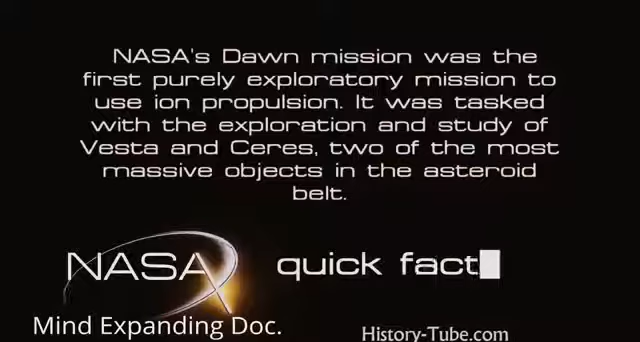 NASA's Dawn mission was the
first purely exploratory mission to
use ion propulsion. It was tasked
with the exploration and study of
Vesta and Ceres, two of the most
massive objects in the asteroid
belt.
NASA quick fact
Mind Expanding Doc.
History-Tube.com